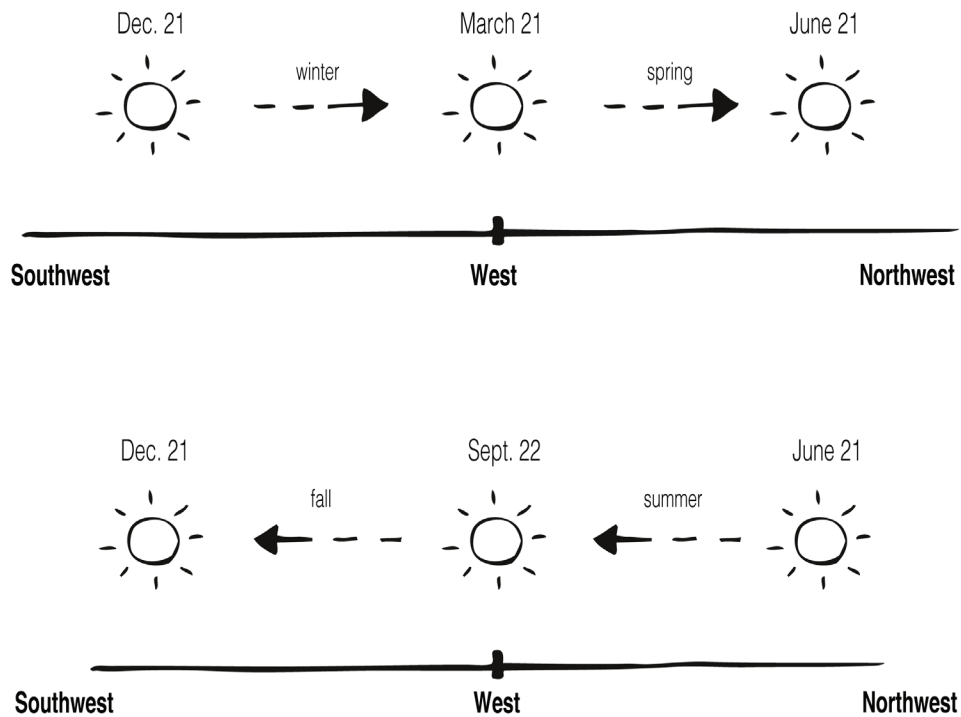 Dec. 21 March 21 June 21
winter spring
Southwest West Northwest
Dec. 21 Sept. 22 June 21
fall summer
Southwest West Northwest